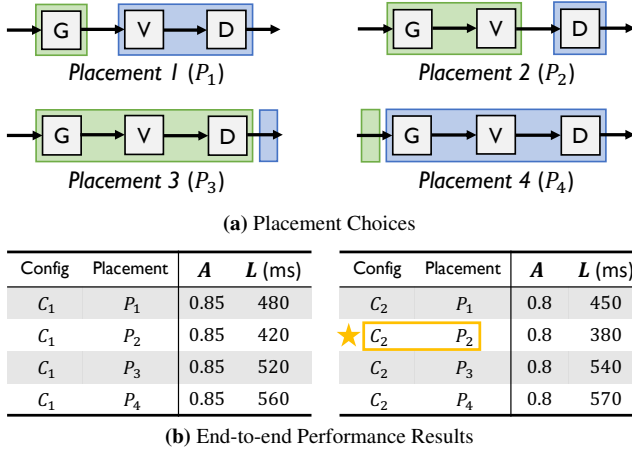 G V D
G V D
Placement 1 (P₁)
Placement 2 (P₂)
G V D
G V D
Placement 3 (P₃)
Placement 4 (P₄)
(a) Placement Choices
Config Placement A L (ms)
C₁ P₁ 0.85 480
C₁ P₂ 0.85 420
C₁ P₃ 0.85 520
C₁ P₄ 0.85 560
Config Placement A L (ms)
C₂ P₁ 0.8 450
C₂ P₂ 0.8 380
C₂ P₃ 0.8 540
C₂ P₄ 0.8 570
(b) End-to-end Performance Results